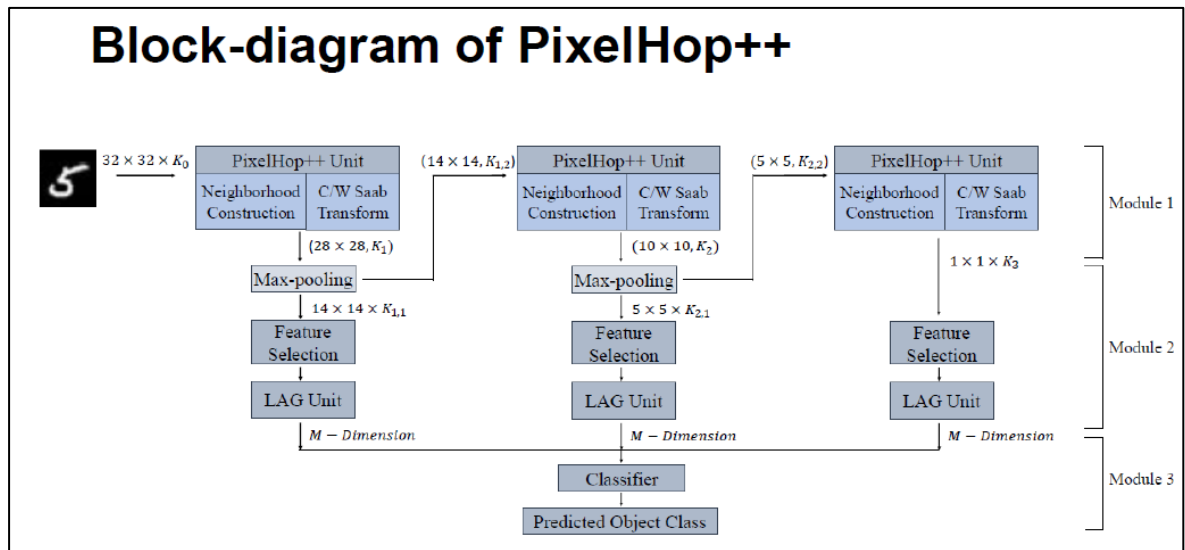 Block-diagram of PixelHop++
32 × 32 × K₀
PixelHop++ Unit
Neighborhood
Construction
C/W Saab
Transform
(14 × 14, K₁,₂)
PixelHop++ Unit
Neighborhood
Construction
C/W Saab
Transform
(5 × 5, K₂,₂)
PixelHop++ Unit
Neighborhood
Construction
C/W Saab
Transform
Module 1
(28 × 28, K₁)
(10 × 10, K₂)
1 × 1 × K₃
Max-pooling
Max-pooling
14 × 14 × K₁,₁
5 × 5 × K₂,₁
Feature
Selection
Feature
Selection
Feature
Selection
Module 2
LAG Unit
LAG Unit
LAG Unit
M − Dimension
M − Dimension
M − Dimension
Classifier
Module 3
Predicted Object Class
5